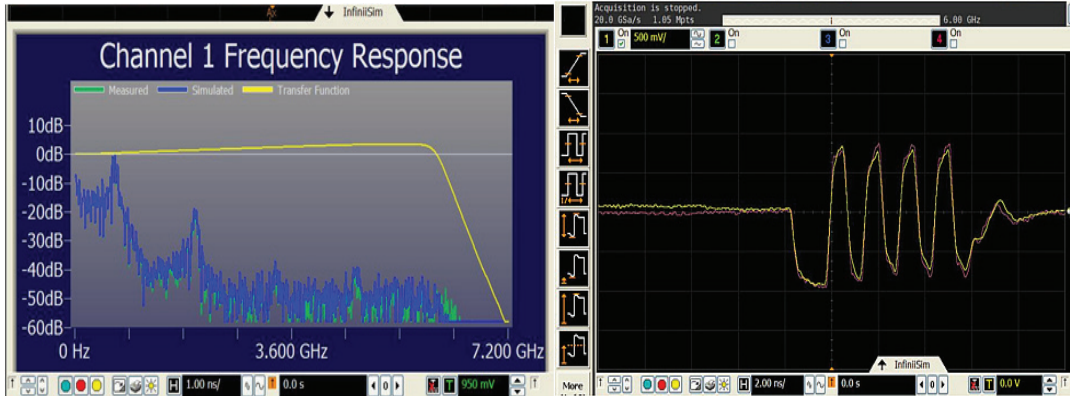 InfiniiSim
Channel 1 Frequency Response
Measured Simulated Transfer Function
10dB
0dB
-10dB
-20dB
-30dB
-40dB
-50dB
-60dB
0 Hz 3.600 GHz 7.200 GHz
H 1.00 ns/ 0.0 s 0 T 950 mV
More
Acquisition is stopped.
20.0 GSa/s 1.05 Mpts 6.00 GHz
1 On 500 mV/ 2 On 3 On 4 On
InfiniiSim
H 2.00 ns/ 0.0 s 0 T 0.0 V